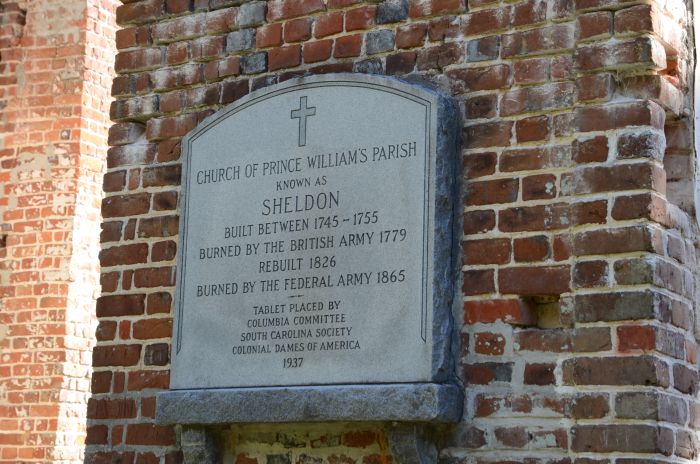 CHURCH OF PRINCE WILLIAM'S PARISH
KNOWN AS
SHELDON
BUILT BETWEEN 1745-1755
BURNED BY THE BRITISH ARMY 1779
REBUILT 1826
BURNED BY THE FEDERAL ARMY 1865
TABLET PLACED BY
COLUMBIA COMMITTEE
SOUTH CAROLINA SOCIETY
COLONIAL DAMES OF AMERICA
1937